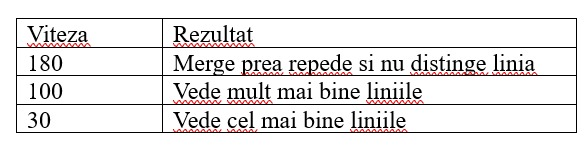 Viteza Rezultat
180 Merge prea repede si nu distinge linia
100 Vede mult mai bine liniile
30 Vede cel mai bine liniile